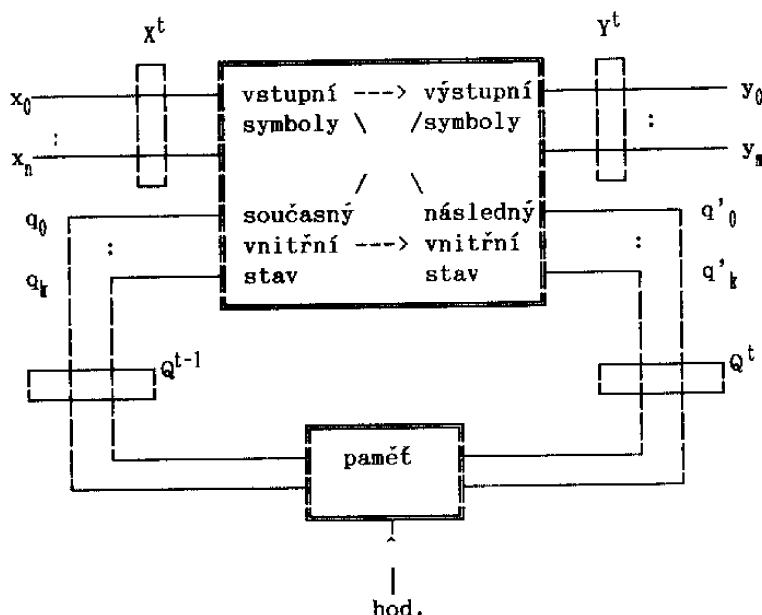 X^t Y^t
x_0 vstupní ---> výstupní y_0
: symboly \ /symboly :
x_n y_m
/ \
q_0 současný následný q'_0
: vnitřní ---> vnitřní :
q_k stav stav q'_k
Q^{t-1} Q^t
paměť
^
hod.